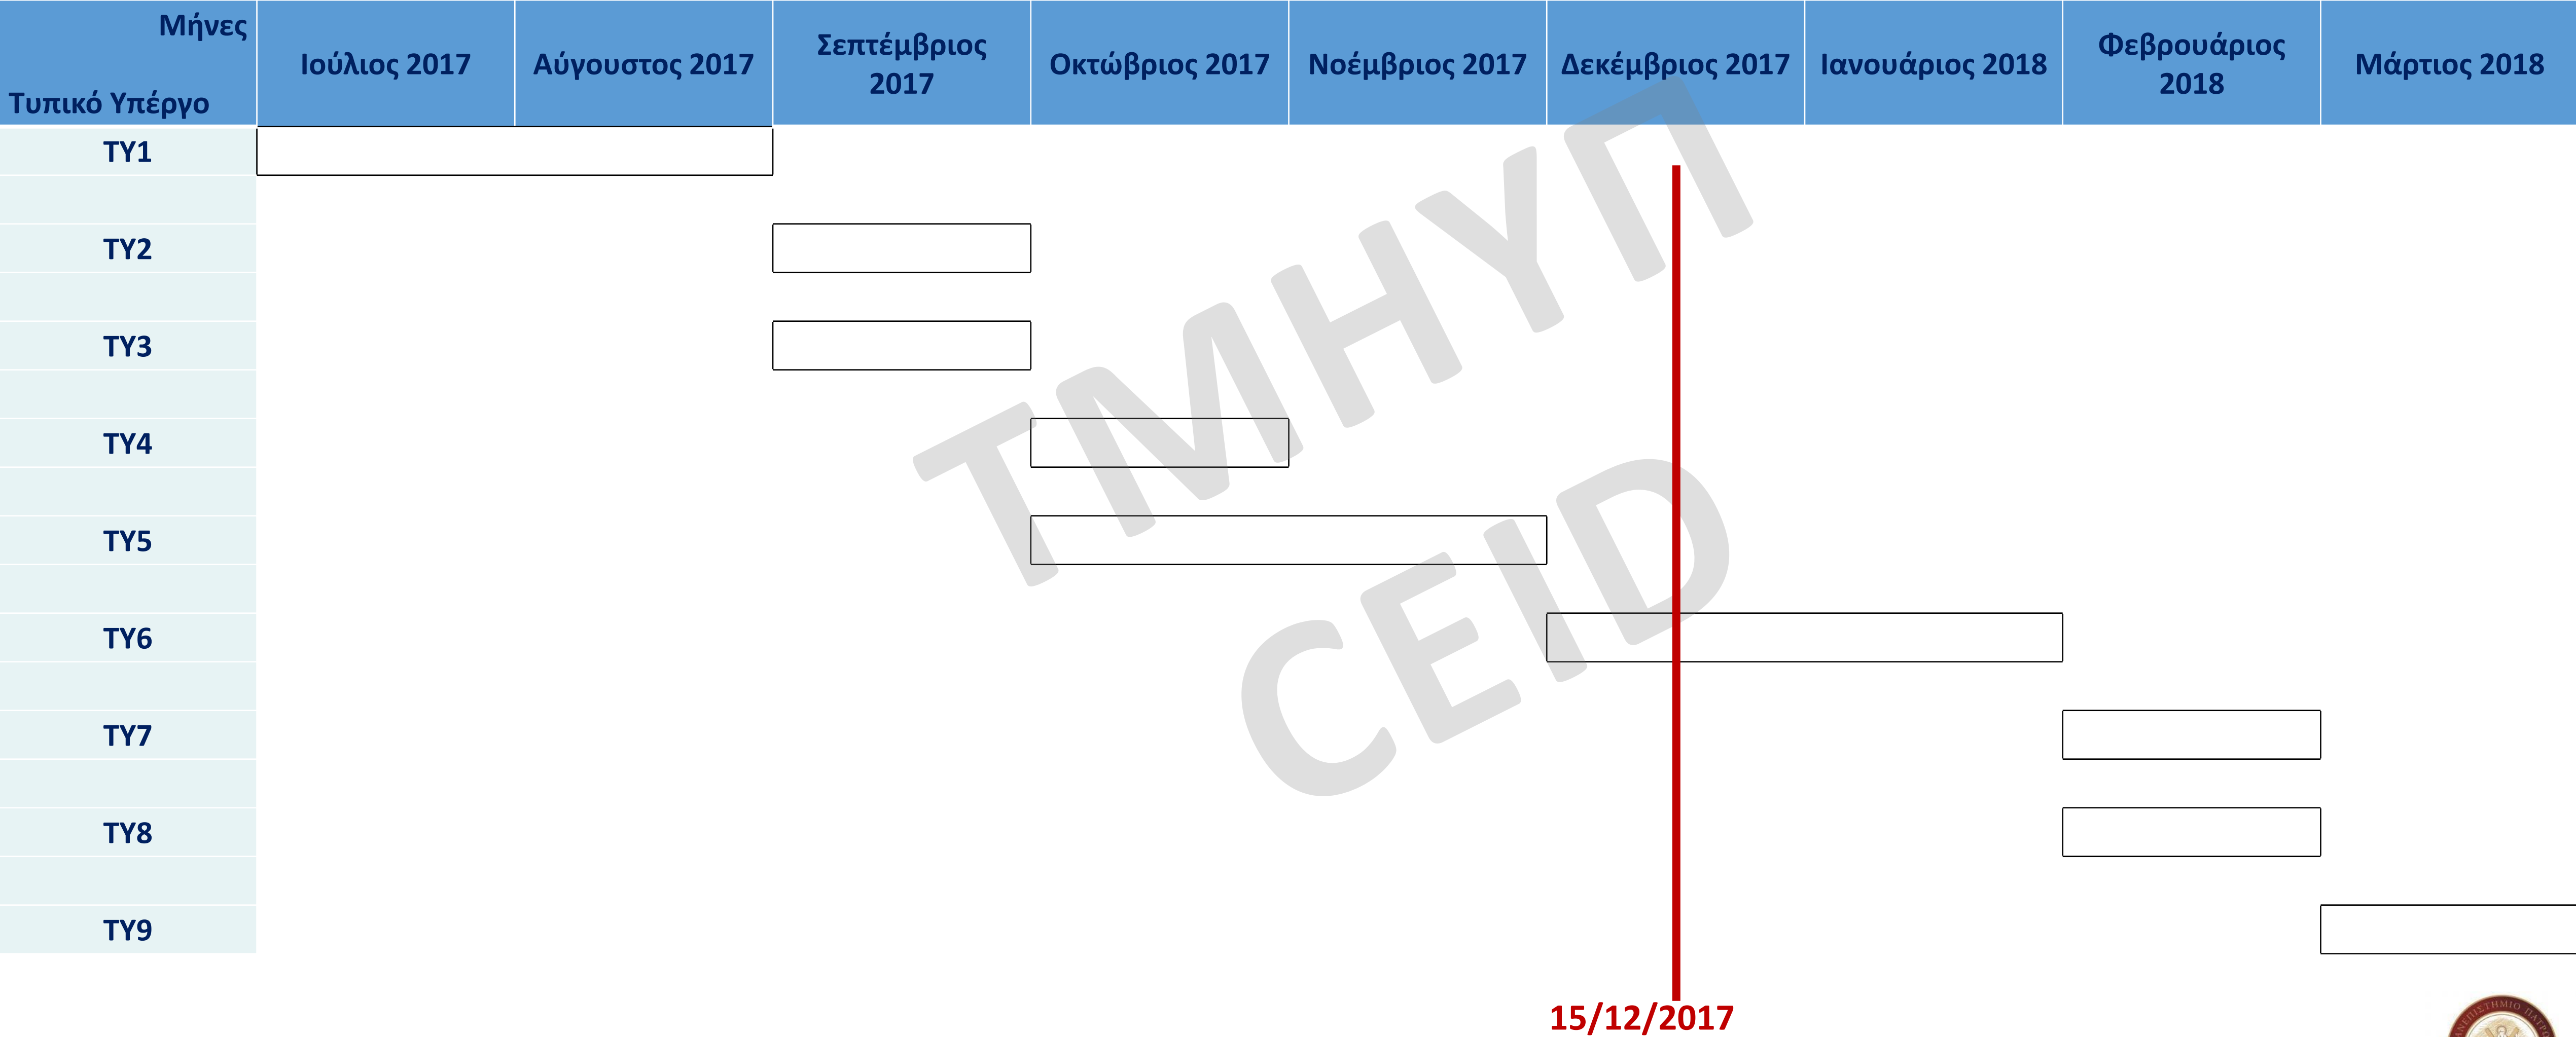 Μήνες
Τυπικό Υπέργο
Ιούλιος 2017
Αύγουστος 2017
Σεπτέμβριος
2017
Οκτώβριος 2017
Νοέμβριος 2017
Δεκέμβριος 2017
Ιανουάριος 2018
Φεβρουάριος
2018
Μάρτιος 2018
ΤΥ1
ΤΥ2
ΤΥ3
ΤΥ4
ΤΥ5
ΤΥ6
ΤΥ7
ΤΥ8
ΤΥ9
ΤΜΗΥΠ
CEID
15/12/2017